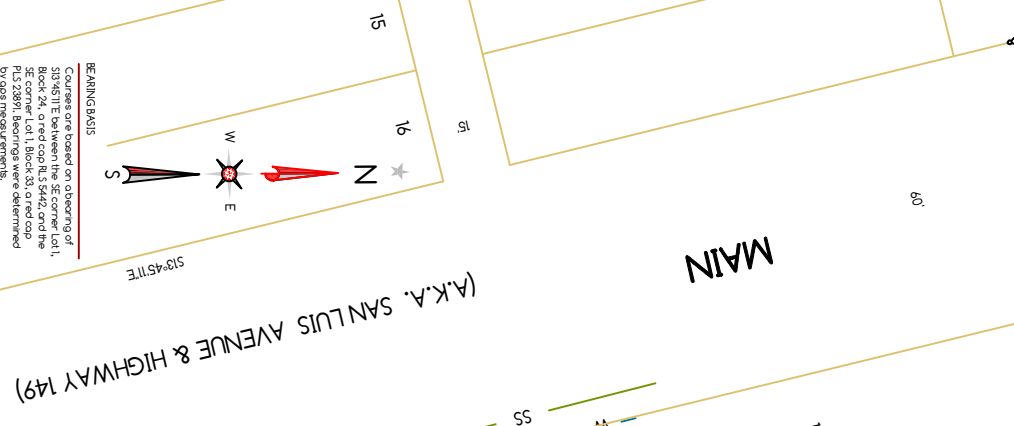 15
16
15'
BEARING BASIS
Courses are based on a bearing of
S13°45'11"E between the SE corner Lot 1,
Block 24, a red cap RLS 5442, and the
SE corner Lot 1, Block 33, a red cap
PLS 23891. Bearings were determined
by gps measurements.
W
N
S
E
S13°45'11"E
60'
MAIN
(A.K.A. SAN LUIS AVENUE & HIGHWAY 149)
SS